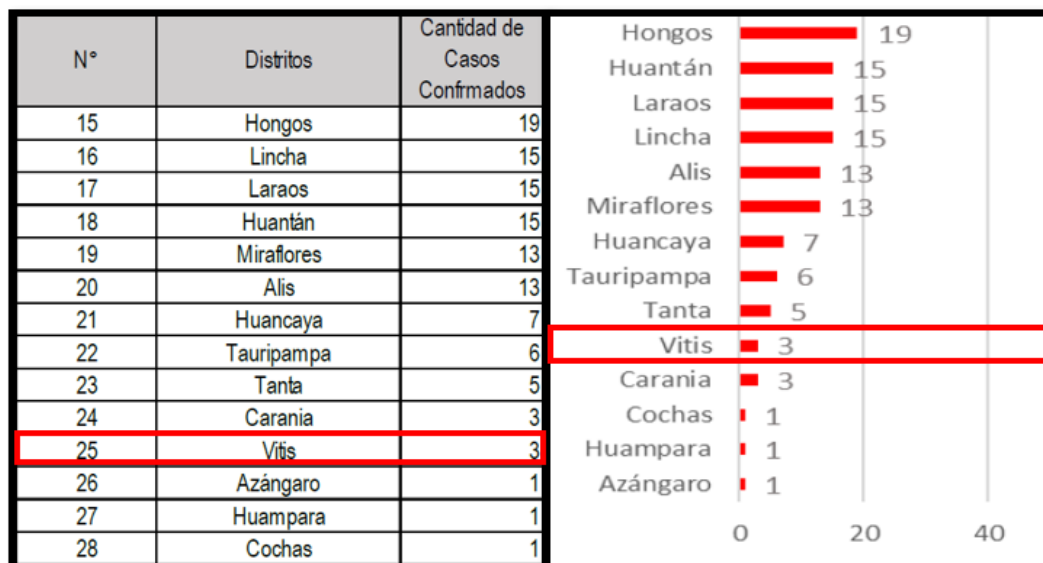 N° Distritos Cantidad de Casos Confrmados
15 Hongos 19
16 Lincha 15
17 Laraos 15
18 Huantán 15
19 Miraflores 13
20 Alis 13
21 Huancaya 7
22 Tauripampa 6
23 Tanta 5
24 Carania 3
25 Vitis 3
26 Azángaro 1
27 Huampara 1
28 Cochas 1
Hongos 19
Huantán 15
Laraos 15
Lincha 15
Alis 13
Miraflores 13
Huancaya 7
Tauripampa 6
Tanta 5
Vitis 3
Carania 3
Cochas 1
Huampara 1
Azángaro 1
0 20 40